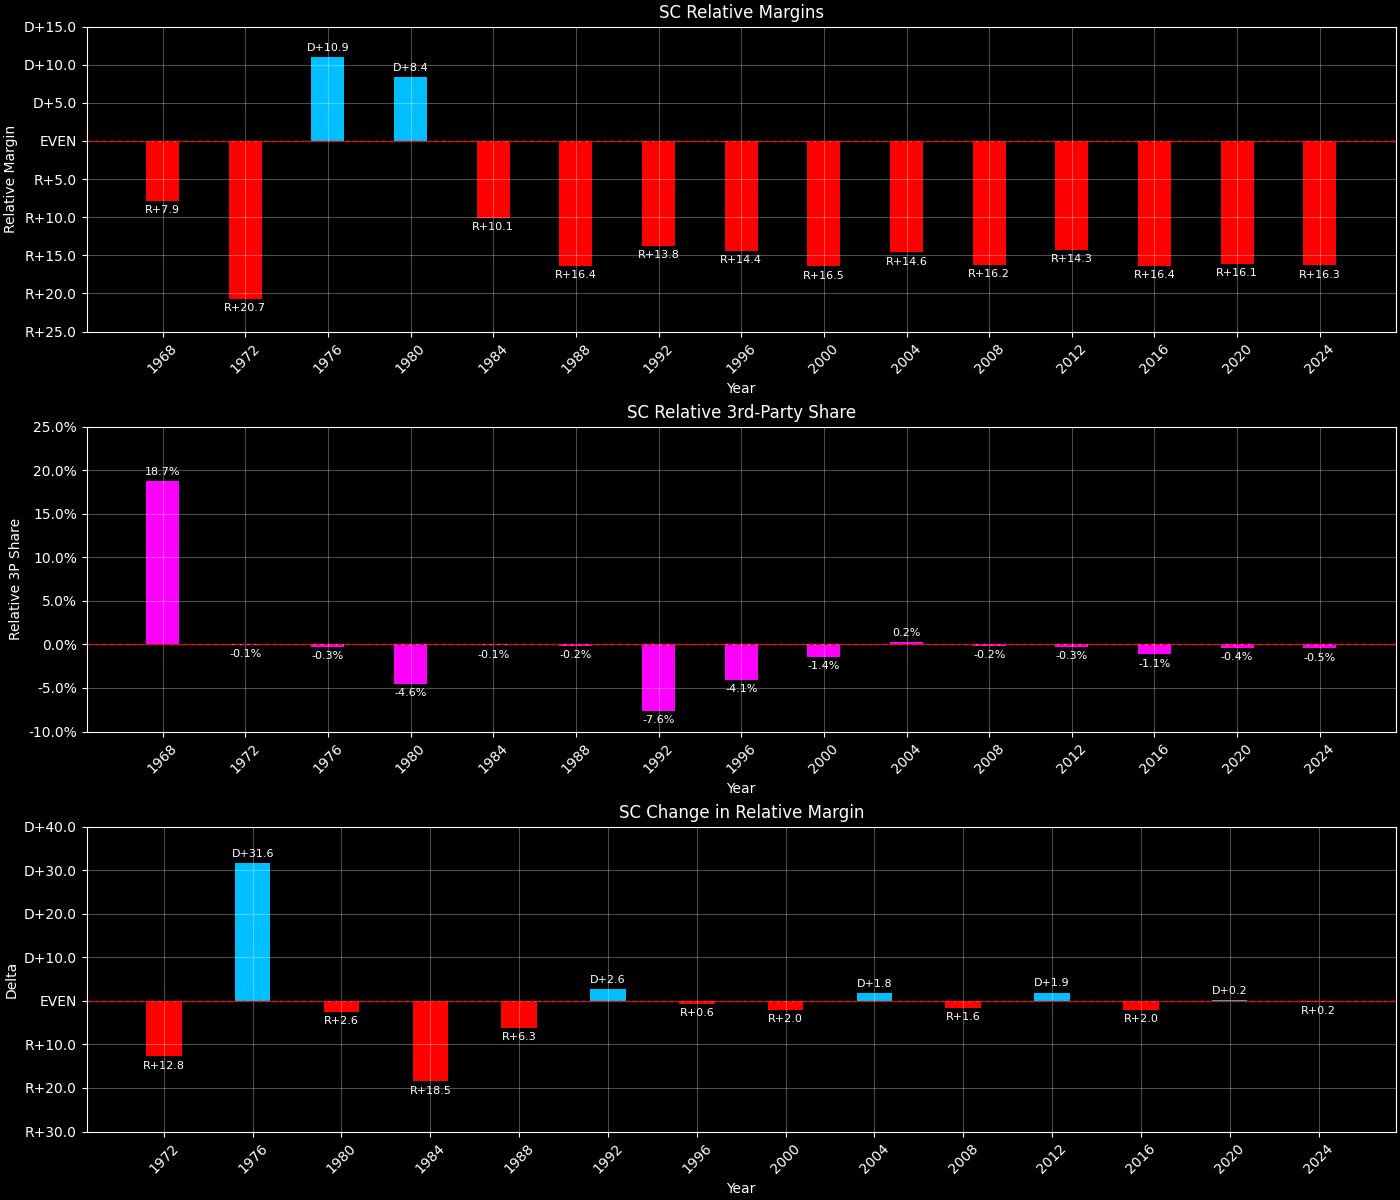 SC Relative Margins
D+15.0
D+10.0
D+5.0
EVEN
R+5.0
R+10.0
R+15.0
R+20.0
R+25.0
Relative Margin
R+7.9
R+20.7
D+10.9
D+8.4
R+10.1
R+16.4
R+13.8
R+14.4
R+16.5
R+14.6
R+16.2
R+14.3
R+16.4
R+16.1
R+16.3
1968 1972 1976 1980 1984 1988 1992 1996 2000 2004 2008 2012 2016 2020 2024
Year
SC Relative 3rd-Party Share
25.0%
20.0%
15.0%
10.0%
5.0%
0.0%
-5.0%
-10.0%
Relative 3P Share
18.7%
-0.1%
-0.3%
-4.6%
-0.1%
-0.2%
-7.6%
-4.1%
-1.4%
0.2%
-0.2%
-0.3%
-1.1%
-0.4%
-0.5%
1968 1972 1976 1980 1984 1988 1992 1996 2000 2004 2008 2012 2016 2020 2024
Year
SC Change in Relative Margin
D+40.0
D+30.0
D+20.0
D+10.0
EVEN
R+10.0
R+20.0
R+30.0
Delta
R+12.8
D+31.6
R+2.6
R+18.5
R+6.3
D+2.6
R+0.6
R+2.0
D+1.8
R+1.6
D+1.9
R+2.0
D+0.2
R+0.2
1972 1976 1980 1984 1988 1992 1996 2000 2004 2008 2012 2016 2020 2024
Year